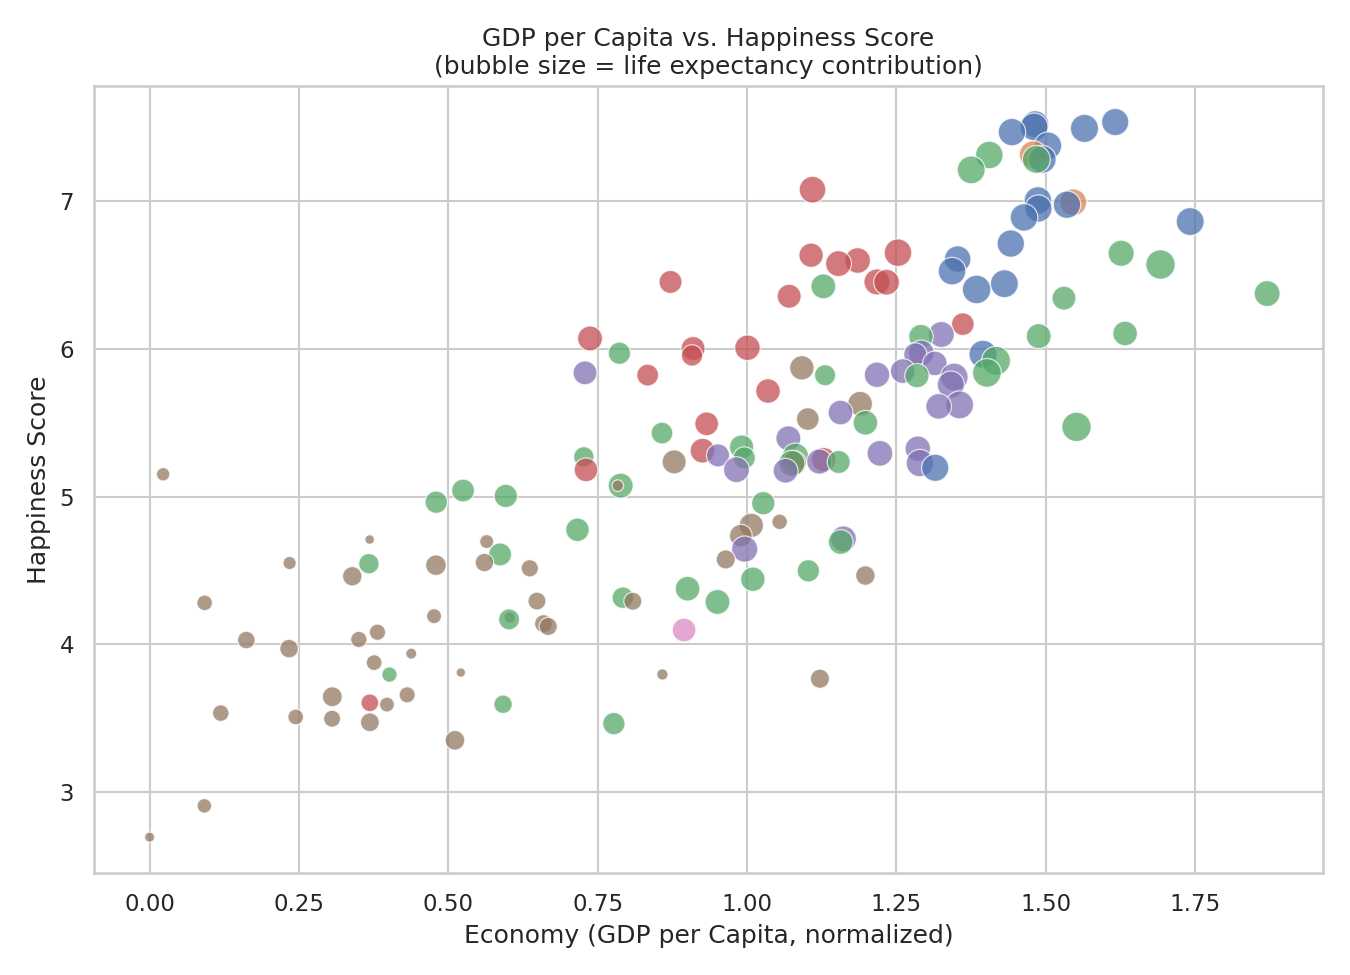 GDP per Capita vs. Happiness Score
(bubble size = life expectancy contribution)
Happiness Score
7
6
5
4
3
0.00 0.25 0.50 0.75 1.00 1.25 1.50 1.75
Economy (GDP per Capita, normalized)